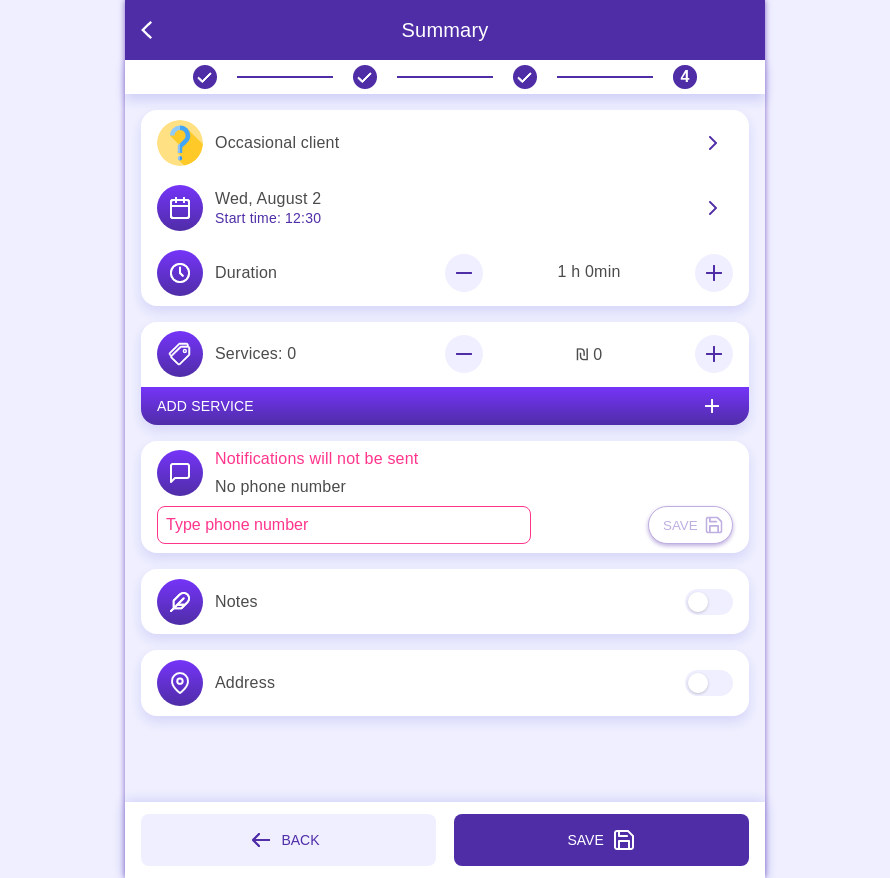 Summary
4
Occasional client
Wed, August 2
Start time: 12:30
Duration
1 h 0min
Services: 0
₪ 0
ADD SERVICE
Notifications will not be sent
No phone number
Type phone number
SAVE
Notes
Address
BACK
SAVE